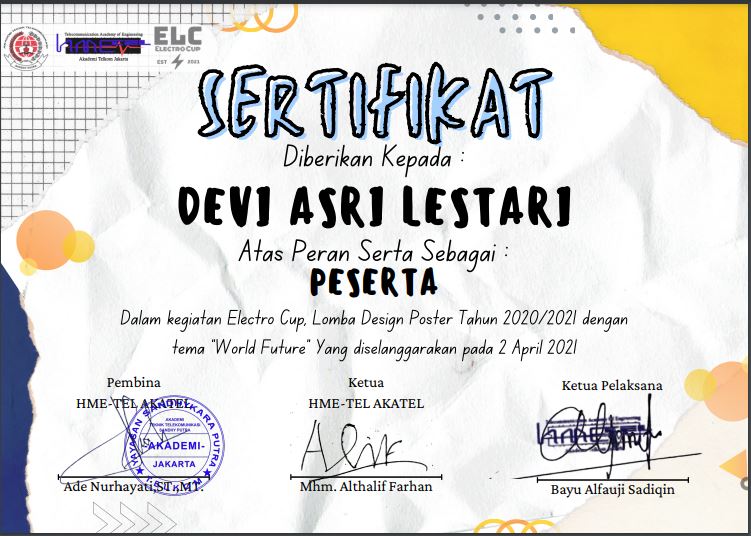 Telecommunication Academy of Engineering
Akademi Telkom Jakarta
ELC
ELECTRO CUP
EST 2021
SERTIFIKAT
Diberikan Kepada :
DEVI ASRI LESTARI
Atas Peran Serta Sebagai :
PESERTA
Dalam kegiatan Electro Cup, Lomba Design Poster Tahun 2020/2021 dengan
tema "World Future" Yang diselanggarakan pada 2 April 2021
Pembina
HME-TEL AKATEL
YAYASAN SANDHYKARA PUTRA
AKADEMI
TEKNIK TELEKOMUNIKASI
SANDHY PUTRA
AKADEMI-
JAKARTA
Ade Nurhayati,ST.,MT.
Ketua
HME-TEL AKATEL
Mhm. Althalif Farhan
Ketua Pelaksana
Bayu Alfauji Sadiqin